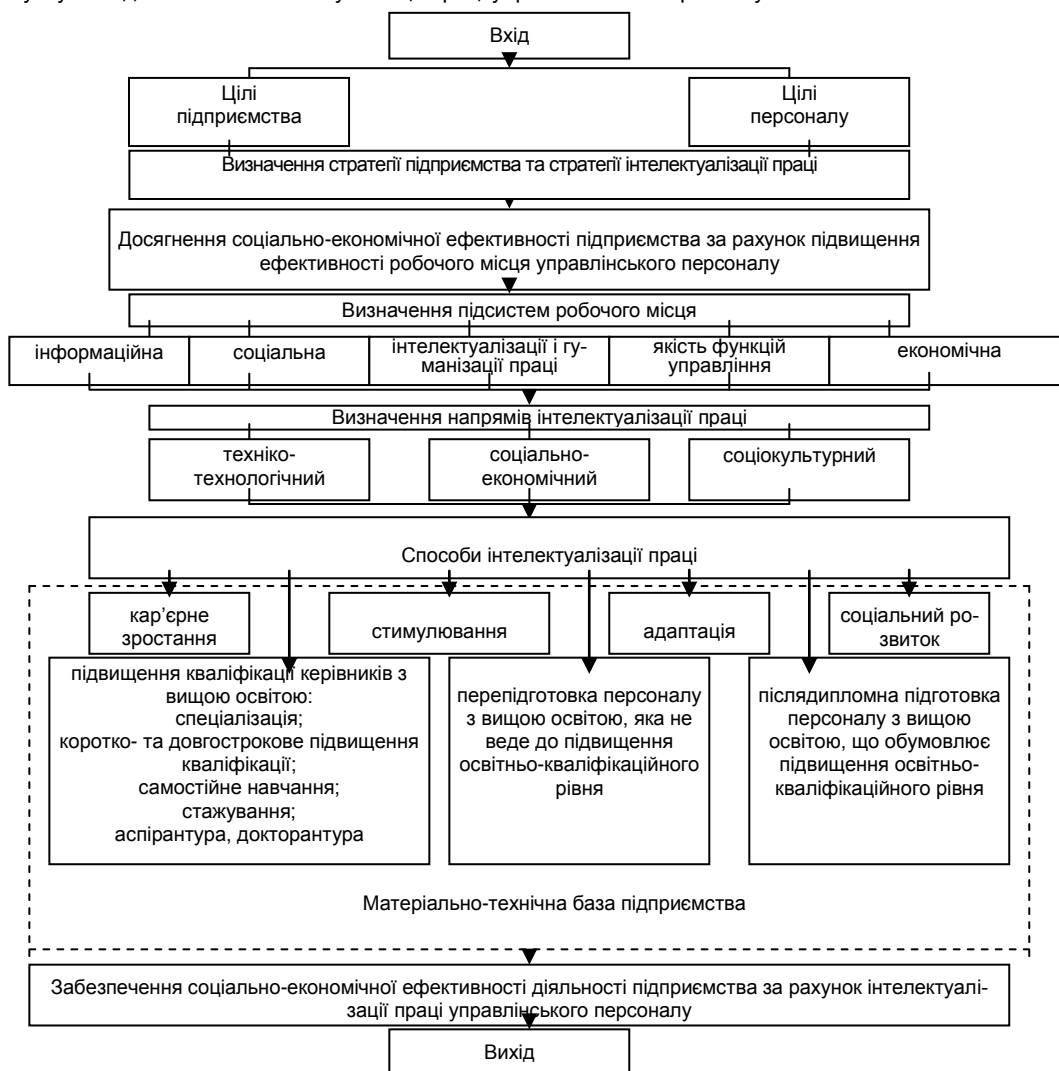 Вхід
Цілі
підприємства
Цілі
персоналу
Визначення стратегії підприємства та стратегії інтелектуалізації праці
Досягнення соціально-економічної ефективності підприємства за рахунок підвищення
ефективності робочого місця управлінського персоналу
Визначення підсистем робочого місця
інформаційна
соціальна
інтелектуалізації і гу-
манізації праці
якість функцій
управління
економічна
Визначення напрямів інтелектуалізації праці
техніко-
технологічний
соціально-
економічний
соціокультурний
Способи інтелектуалізації праці
кар’єрне
зростання
стимулювання
адаптація
соціальний ро-
звиток
підвищення кваліфікації керівників з
вищою освітою:
спеціалізація;
коротко- та довгострокове підвищення
кваліфікації;
самостійне навчання;
стажування;
аспірантура, докторантура
перепідготовка персоналу
з вищою освітою, яка не
веде до підвищення
освітньо-кваліфікаційного
рівня
післядипломна підготовка
персоналу з вищою
освітою, що обумовлює
підвищення освітньо-
кваліфікаційного рівня
Матеріально-технічна база підприємства
Забезпечення соціально-економічної ефективності діяльності підприємства за рахунок інтелектуалі-
зації праці управлінського персоналу
Вихід